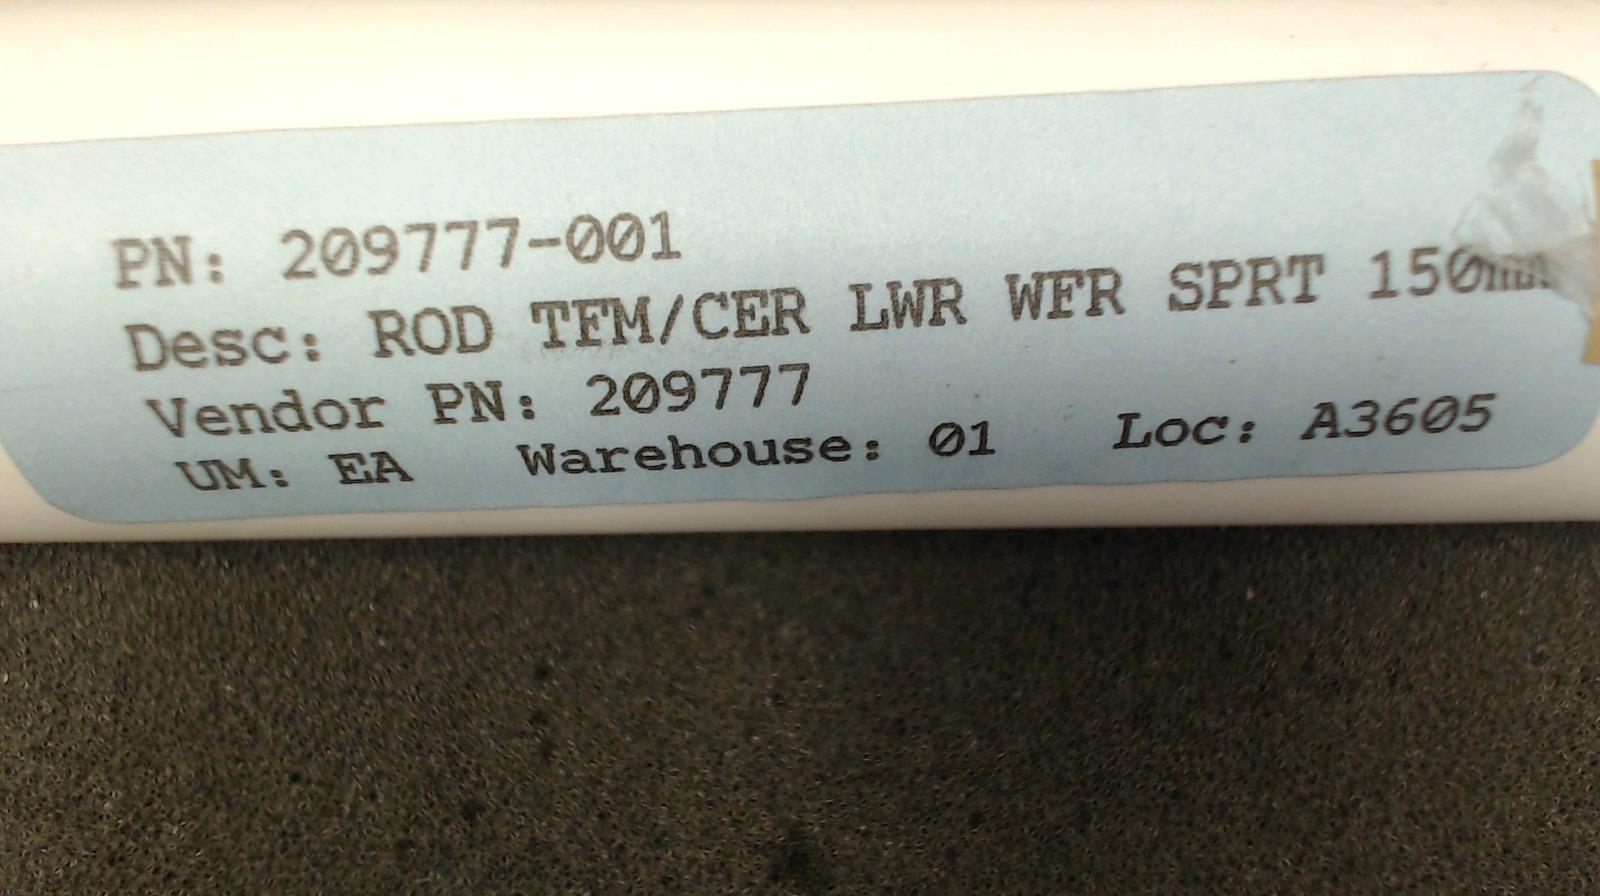 PN: 209777-001
Desc: ROD TFM/CER LWR WFR SPRT 150mm
Vendor PN: 209777
UM: EA Warehouse: 01 Loc: A3605